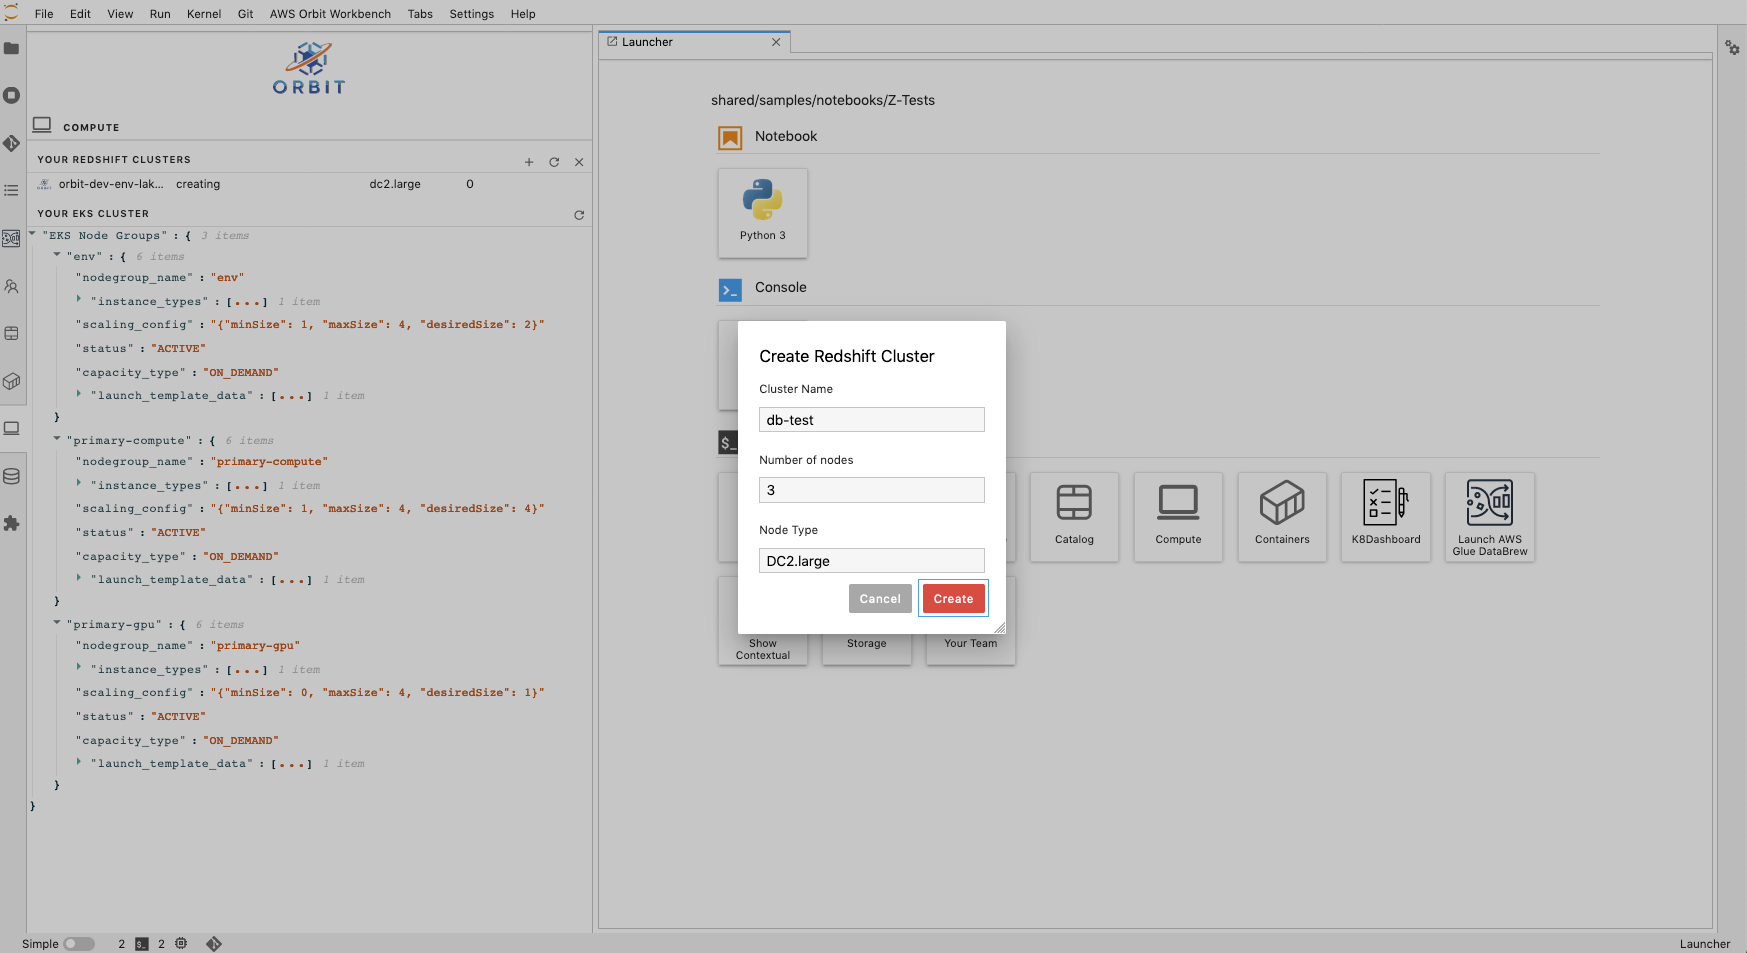 File Edit View Run Kernel Git AWS Orbit Workbench Tabs Settings Help
ORBIT
COMPUTE
YOUR REDSHIFT CLUSTERS
orbit-dev-env-lak... creating dc2.large 0
YOUR EKS CLUSTER
"EKS Node Groups" : { 3 items
"env" : { 6 items
"nodegroup_name" : "env"
"instance_types" : [...] 1 item
"scaling_config" : "{"minSize": 1, "maxSize": 4, "desiredSize": 2}"
"status" : "ACTIVE"
"capacity_type" : "ON_DEMAND"
"launch_template_data" : [...] 1 item
}
"primary-compute" : { 6 items
"nodegroup_name" : "primary-compute"
"instance_types" : [...] 1 item
"scaling_config" : "{"minSize": 1, "maxSize": 4, "desiredSize": 4}"
"status" : "ACTIVE"
"capacity_type" : "ON_DEMAND"
"launch_template_data" : [...] 1 item
}
"primary-gpu" : { 6 items
"nodegroup_name" : "primary-gpu"
"instance_types" : [...] 1 item
"scaling_config" : "{"minSize": 0, "maxSize": 4, "desiredSize": 1}"
"status" : "ACTIVE"
"capacity_type" : "ON_DEMAND"
"launch_template_data" : [...] 1 item
}
}
Launcher
shared/samples/notebooks/Z-Tests
Notebook
Python 3
Console
$_
Create Redshift Cluster
Cluster Name
db-test
Number of nodes
3
Node Type
DC2.large
Cancel Create
Catalog
Compute
Containers
K8Dashboard
Launch AWS
Glue DataBrew
Show
Contextual
Storage
Your Team
Simple 2 $_ 2
Launcher